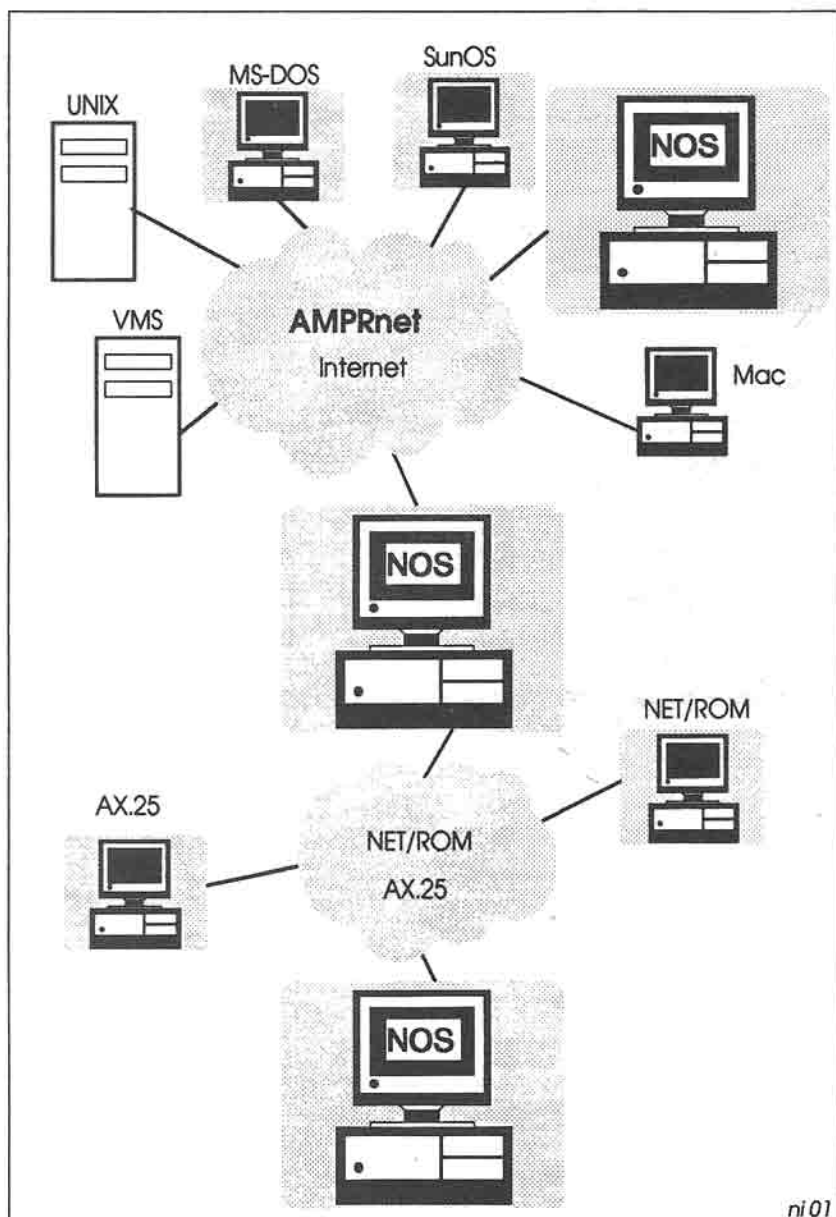 SunOS
MS-DOS
UNIX
NOS
AMPRnet
Internet
VMS
Mac
NOS
NET/ROM
AX.25
NET/ROM
AX.25
NOS
ni 01